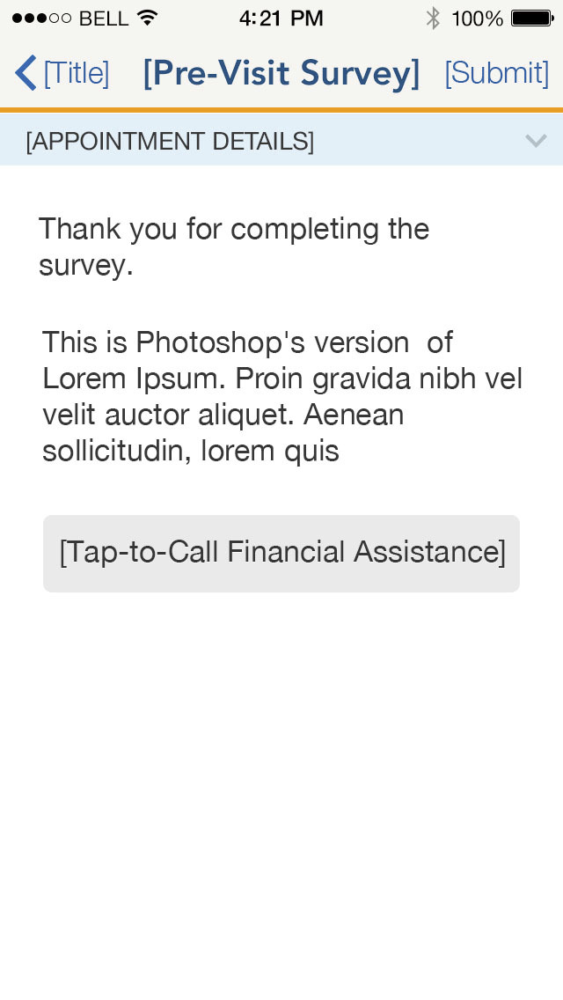 BELL 4:21 PM 100%
[Title] [Pre-Visit Survey] [Submit]
[APPOINTMENT DETAILS]
Thank you for completing the
survey.
This is Photoshop's version  of
Lorem Ipsum. Proin gravida nibh vel
velit auctor aliquet. Aenean
sollicitudin, lorem quis
[Tap-to-Call Financial Assistance]